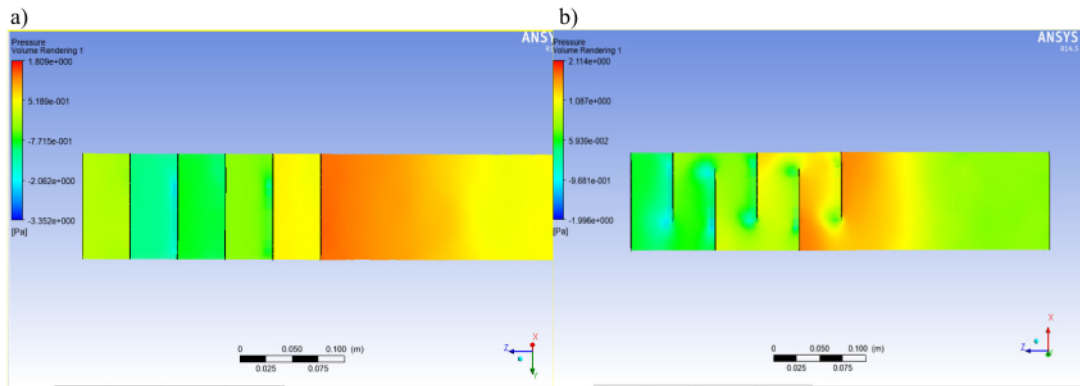 a)
Pressure
Volume Rendering 1
1.809e+000
5.189e-001
-7.715e-001
-2.062e+000
-3.352e+000
[Pa]
ANSY
0 0.050 0.100 (m)
0.025 0.075
X
Z
Y
b)
Pressure
Volume Rendering 1
2.114e+000
1.087e+000
5.939e-002
-9.681e-001
-1.996e+000
[Pa]
ANSYS
R14.5
0 0.050 0.100 (m)
0.025 0.075
X
Z